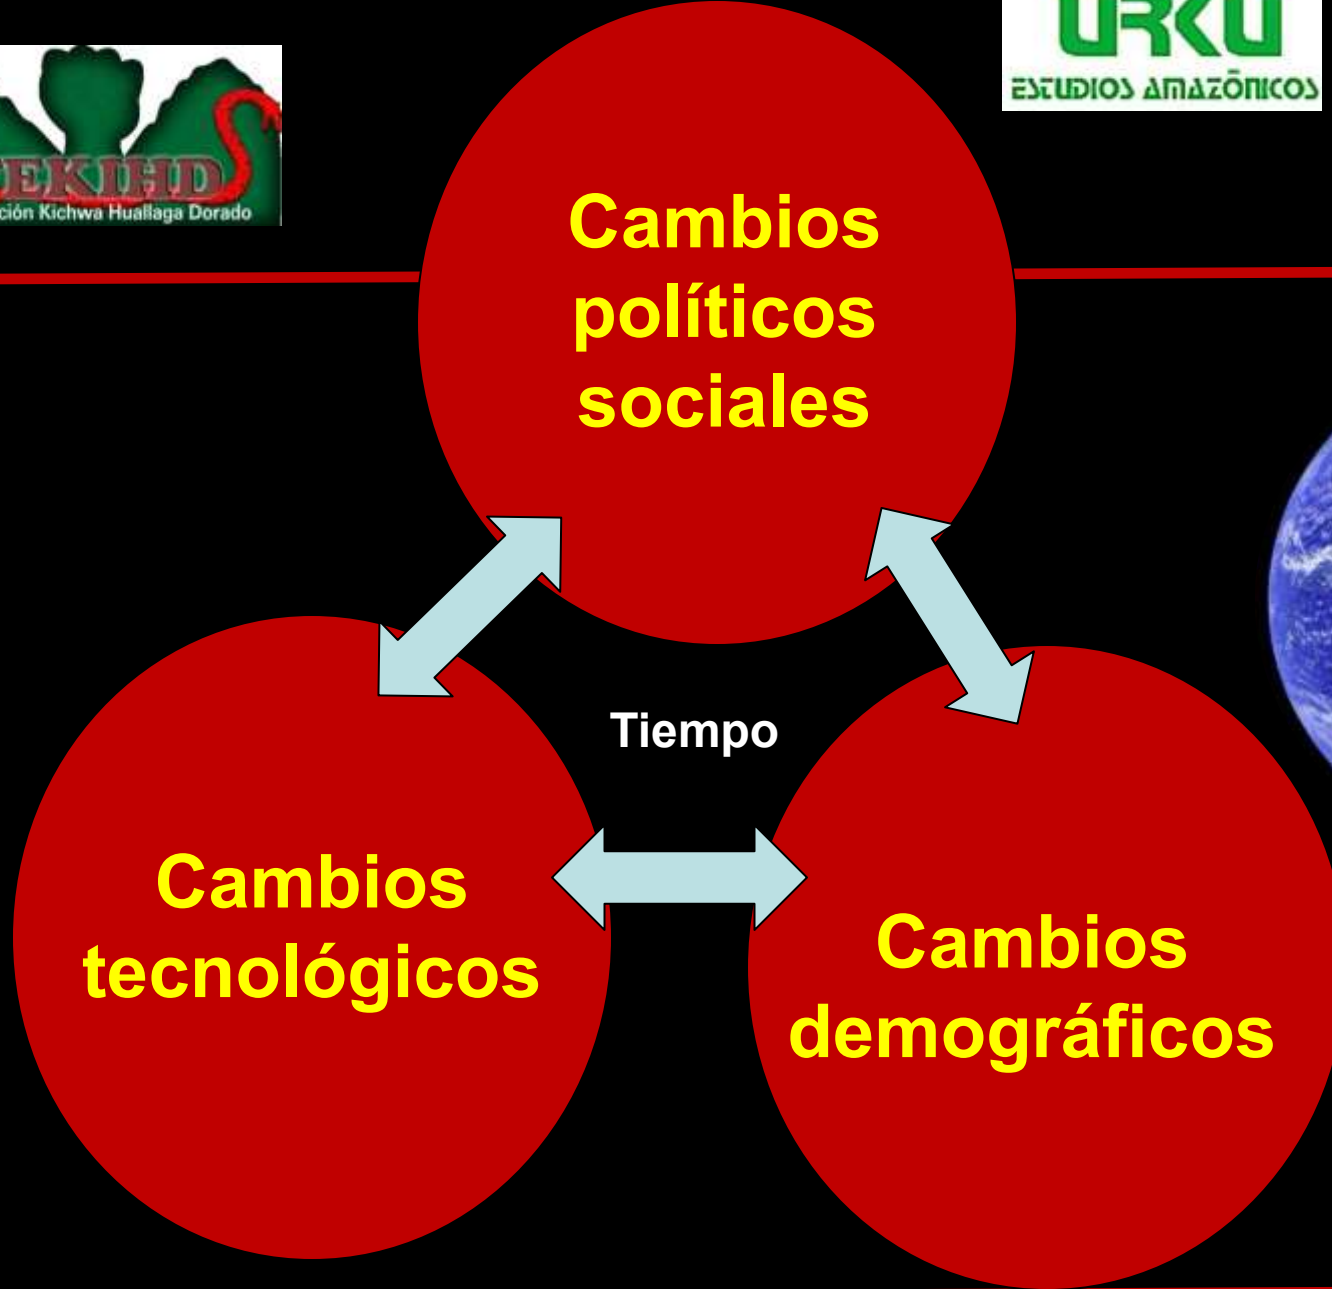 URKU
ESTUDIOS AMAZÓNICOS
EKIHD
ción Kichwa Huallaga Dorado
Cambios
políticos
sociales
Tiempo
Cambios
tecnológicos
Cambios
demográficos